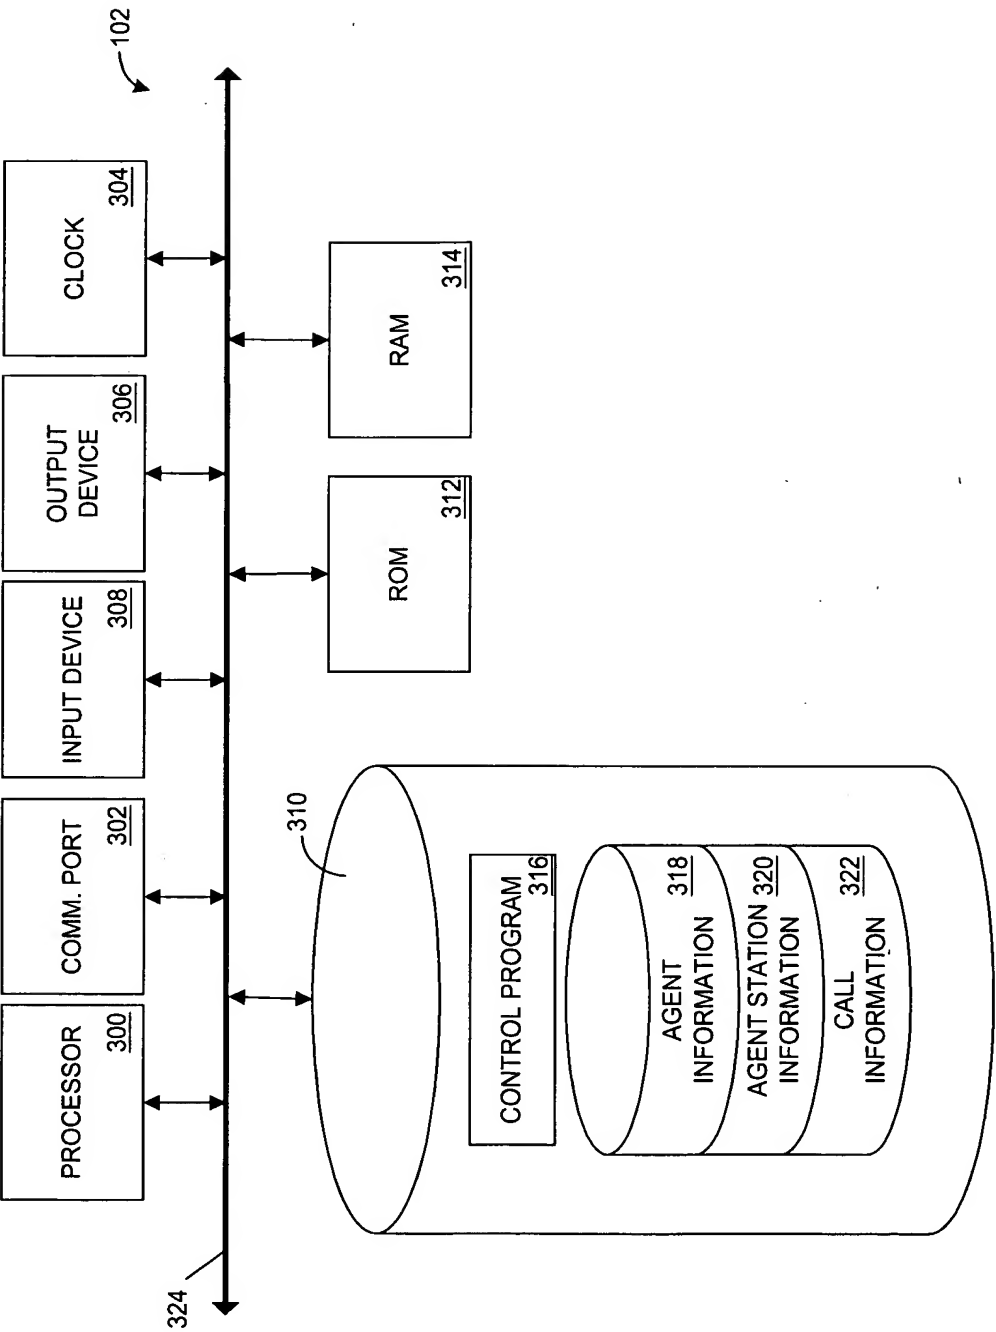 102
PROCESSOR
300
COMM. PORT
302
INPUT DEVICE
308
OUTPUT
DEVICE
306
CLOCK
304
324
310
ROM
312
RAM
314
CONTROL PROGRAM
316
AGENT
INFORMATION
318
AGENT STATION
INFORMATION
320
CALL
INFORMATION
322